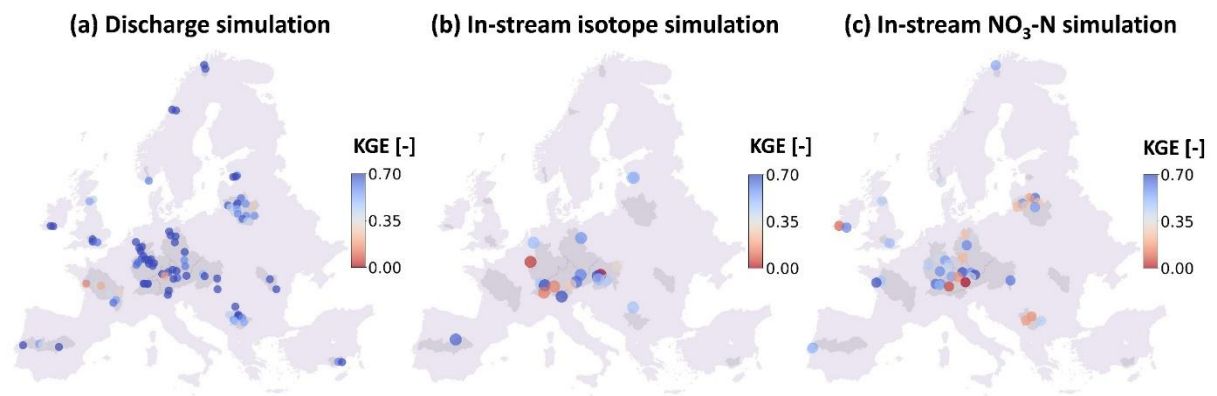 (a) Discharge simulation
(b) In-stream isotope simulation
(c) In-stream NO₃-N simulation
KGE [-]
0.70
0.35
0.00
KGE [-]
0.70
0.35
0.00
KGE [-]
0.70
0.35
0.00